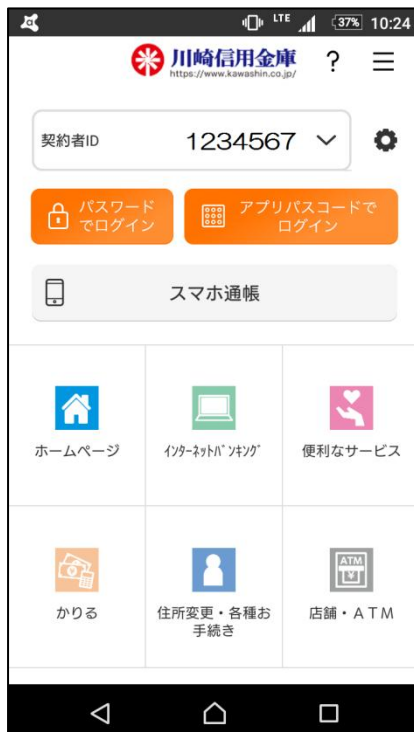 LTE 37% 10:24
川崎信用金庫 ?
https://www.kawashin.co.jp/
契約者ID 1234567
パスワード
でログイン
アプリパスコードで
ログイン
スマホ通帳
ホームページ
インターネットバンキング
便利なサービス
ATM
¥
かりる
住所変更・各種お
手続き
店舗・ATM